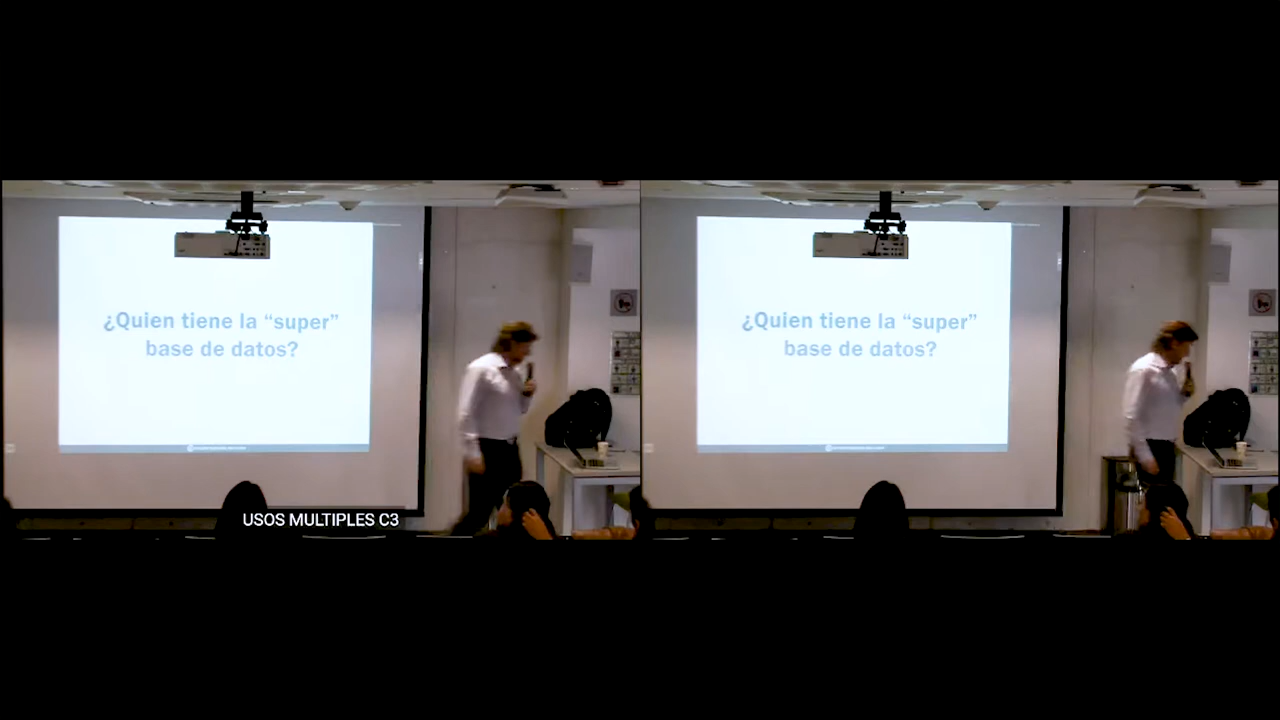 ¿Quien tiene la “super”
base de datos?
USOS MULTIPLES C3
¿Quien tiene la “super”
base de datos?